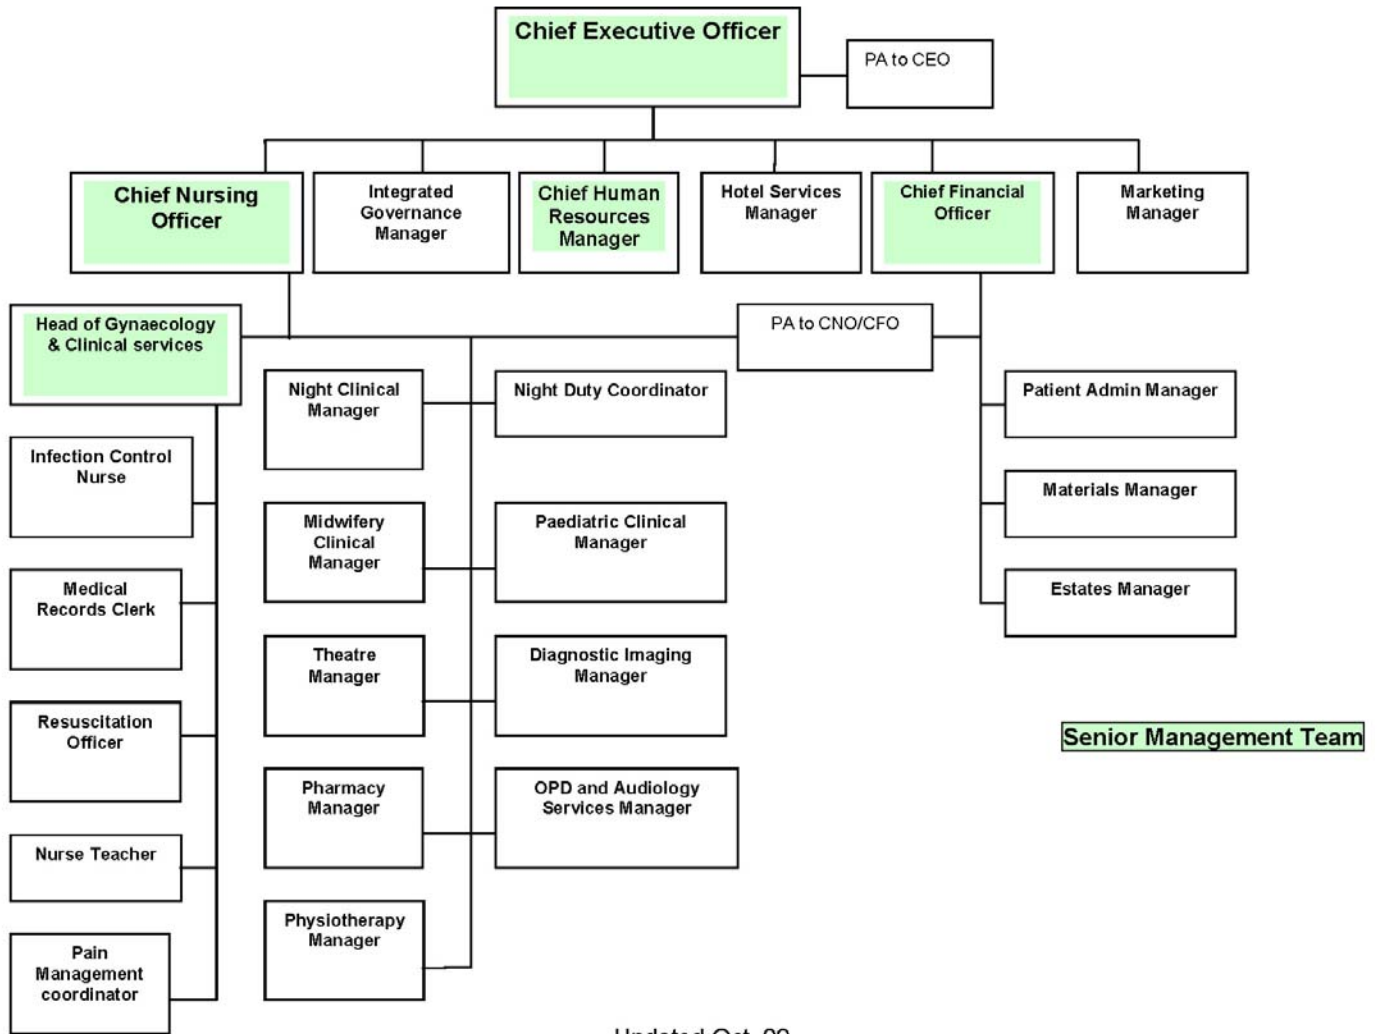 Chief Executive Officer
PA to CEO
Chief Nursing
Officer
Integrated
Governance
Manager
Chief Human
Resources
Manager
Hotel Services
Manager
Chief Financial
Officer
Marketing
Manager
Head of Gynaecology
& Clinical services
PA to CNO/CFO
Night Clinical
Manager
Night Duty Coordinator
Patient Admin Manager
Infection Control
Nurse
Materials Manager
Midwifery
Clinical
Manager
Paediatric Clinical
Manager
Medical
Records Clerk
Estates Manager
Theatre
Manager
Diagnostic Imaging
Manager
Resuscitation
Officer
Senior Management Team
Pharmacy
Manager
OPD and Audiology
Services Manager
Nurse Teacher
Physiotherapy
Manager
Pain
Management
coordinator
Updated Oct